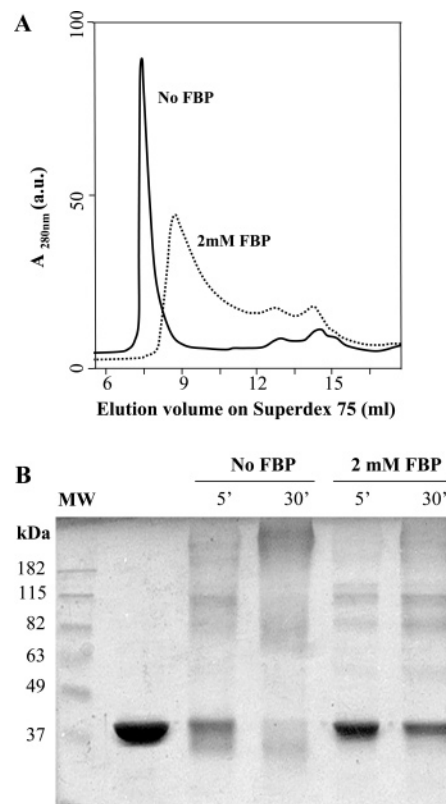 A
100
No FBP
50
2mM FBP
0
A 280nm (a.u.)
6 9 12 15
Elution volume on Superdex 75 (ml)
B
No FBP 2 mM FBP
MW 5’ 30’ 5’ 30’
kDa
182
115
82
63
49
37